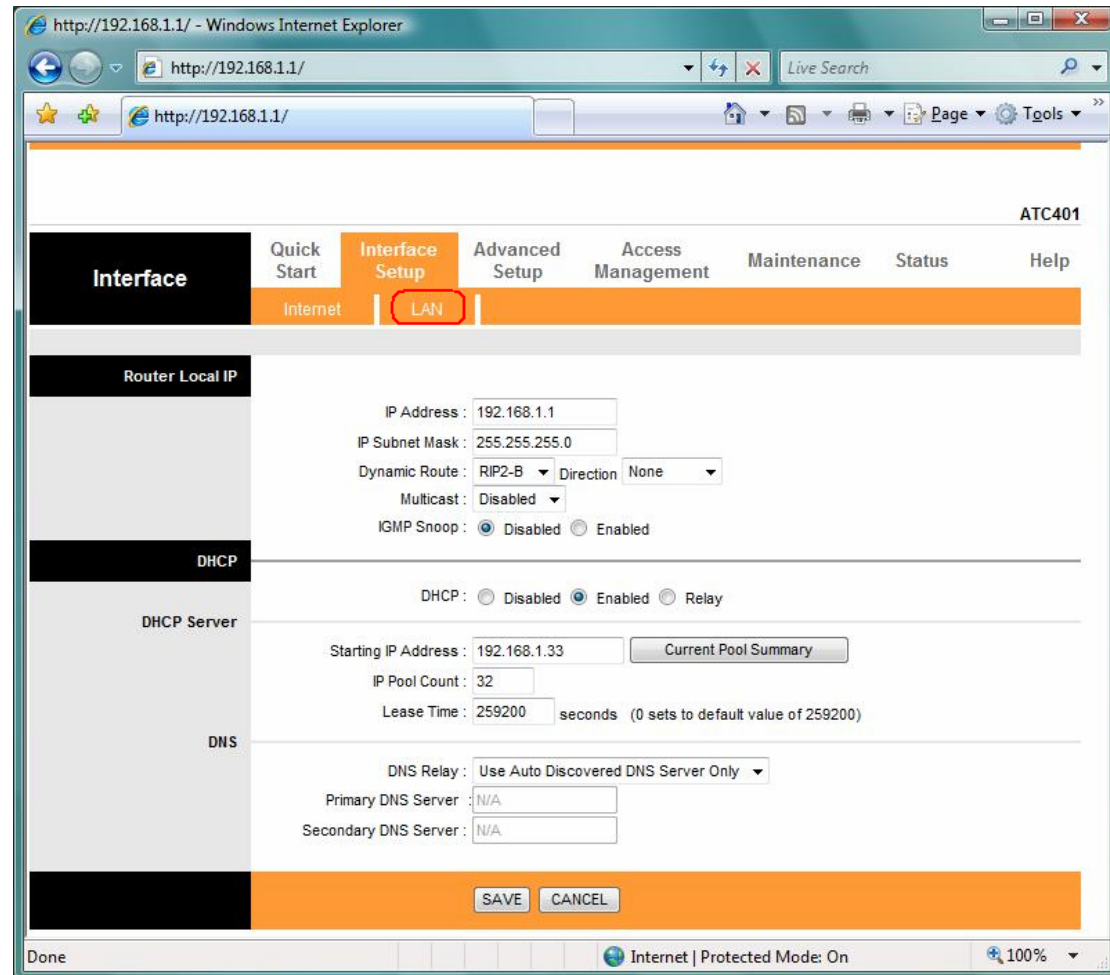 http://192.168.1.1/ - Windows Internet Explorer
http://192.168.1.1/ Live Search
http://192.168.1.1/ Page Tools »
ATC401
Interface
Quick Start Interface Setup Advanced Setup Access Management Maintenance Status Help
Internet LAN
Router Local IP
IP Address : 192.168.1.1
IP Subnet Mask : 255.255.255.0
Dynamic Route : RIP2-B Direction None
Multicast : Disabled
IGMP Snoop : Disabled Enabled
DHCP
DHCP : Disabled Enabled Relay
DHCP Server
Starting IP Address : 192.168.1.33 Current Pool Summary
IP Pool Count : 32
Lease Time : 259200 seconds (0 sets to default value of 259200)
DNS
DNS Relay : Use Auto Discovered DNS Server Only
Primary DNS Server : N/A
Secondary DNS Server : N/A
SAVE CANCEL
Done Internet | Protected Mode: On 100%